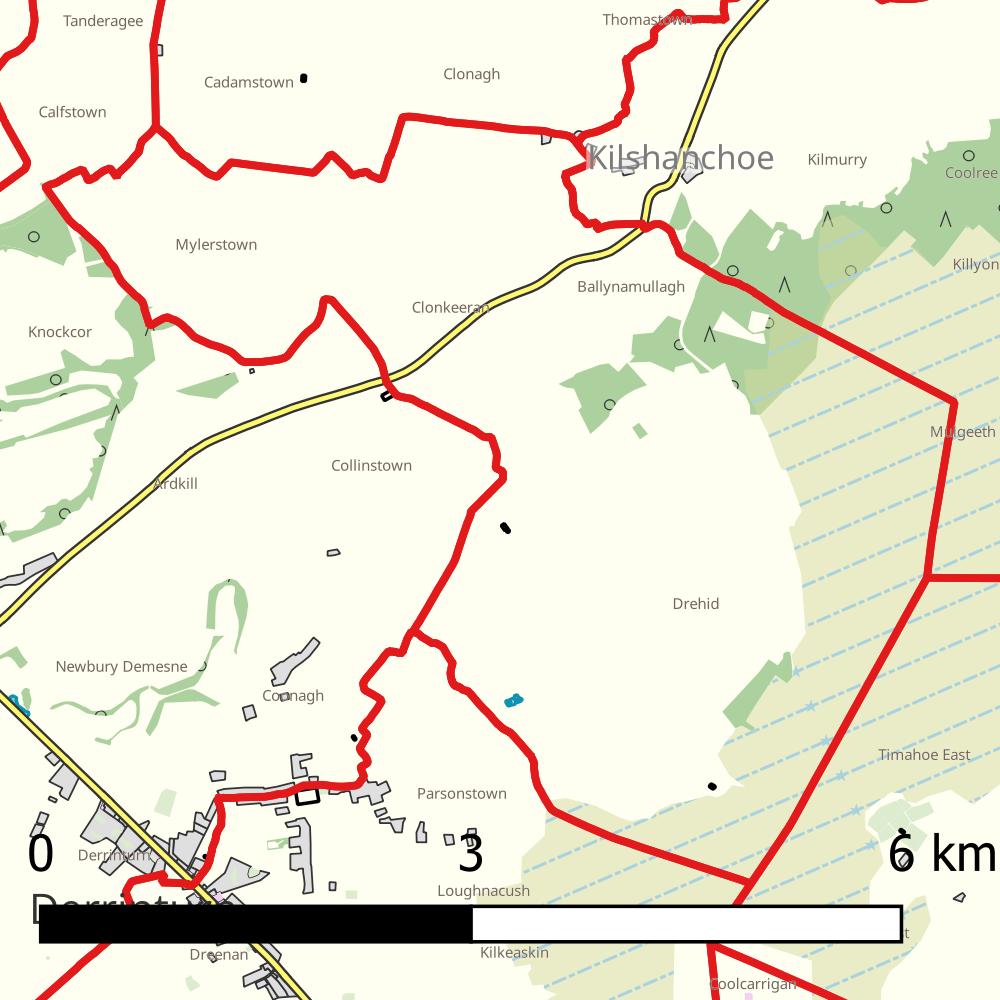 Tanderagee
Thomastown
Cadamstown
Clonagh
Calfstown
Kilshanchoe
Kilmurry
Coolree
Mylerstown
Killyon
Ballynamullagh
Clonkeeran
Knockcor
Mulgeeth
Collinstown
Ardkill
Drehid
Newbury Demesne
Coonagh
Timahoe East
Parsonstown
0
3
6 km
Derrinturn
Loughnacush
Derrinturn
Dreenan
Kilkeaskin
Coolcarrigan